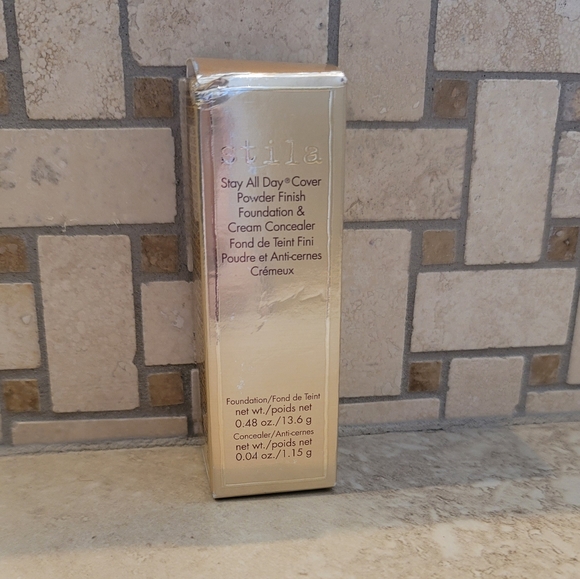 stila
Stay All Day® Cover
Powder Finish
Foundation &
Cream Concealer
Fond de Teint Fini
Poudre et Anti-cernes
Crémeux
Foundation/Fond de Teint
net wt./poids net
0.48 oz./13.6 g
Concealer/Anti-cernes
net wt./poids net
0.04 oz./1.15 g